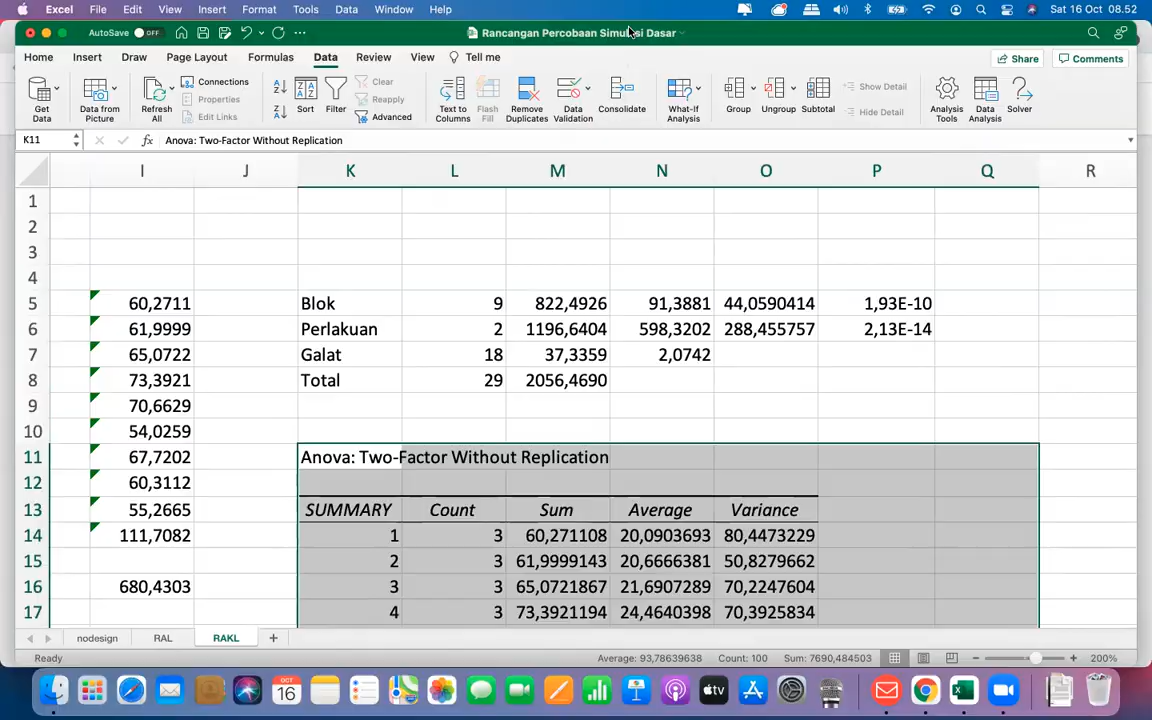 Excel File Edit View Insert Format Tools Data Window Help Sat 16 Oct 08.52
AutoSave OFF Rancangan Percobaan Simulasi Dasar
Home Insert Draw Page Layout Formulas Data Review View Tell me Share Comments
Get Data
Data from Picture
Refresh All
Connections
Properties
Edit Links
Sort
Filter
Clear
Reapply
Advanced
Text to Columns
Flash Fill
Remove Duplicates
Data Validation
Consolidate
What-If Analysis
Group
Ungroup
Subtotal
Show Detail
Hide Detail
Analysis Tools
Data Analysis
Solver
K11 fx Anova: Two-Factor Without Replication
I J K L M N O P Q R
1
2
3
4
5 60,2711 Blok 9 822,4926 91,3881 44,0590414 1,93E-10
6 61,9999 Perlakuan 2 1196,6404 598,3202 288,455757 2,13E-14
7 65,0722 Galat 18 37,3359 2,0742
8 73,3921 Total 29 2056,4690
9 70,6629
10 54,0259
11 67,7202 Anova: Two-Factor Without Replication
12 60,3112
13 55,2665 SUMMARY Count Sum Average Variance
14 111,7082 1 3 60,271108 20,0903693 80,4473229
15 2 3 61,9999143 20,6666381 50,8279662
16 680,4303 3 3 65,0721867 21,6907289 70,2247604
17 4 3 73,3921194 24,4640398 70,3925834
nodesign RAL RAKL
Ready Average: 93,78639638 Count: 100 Sum: 7690,484503 200%
OCT
16
tv